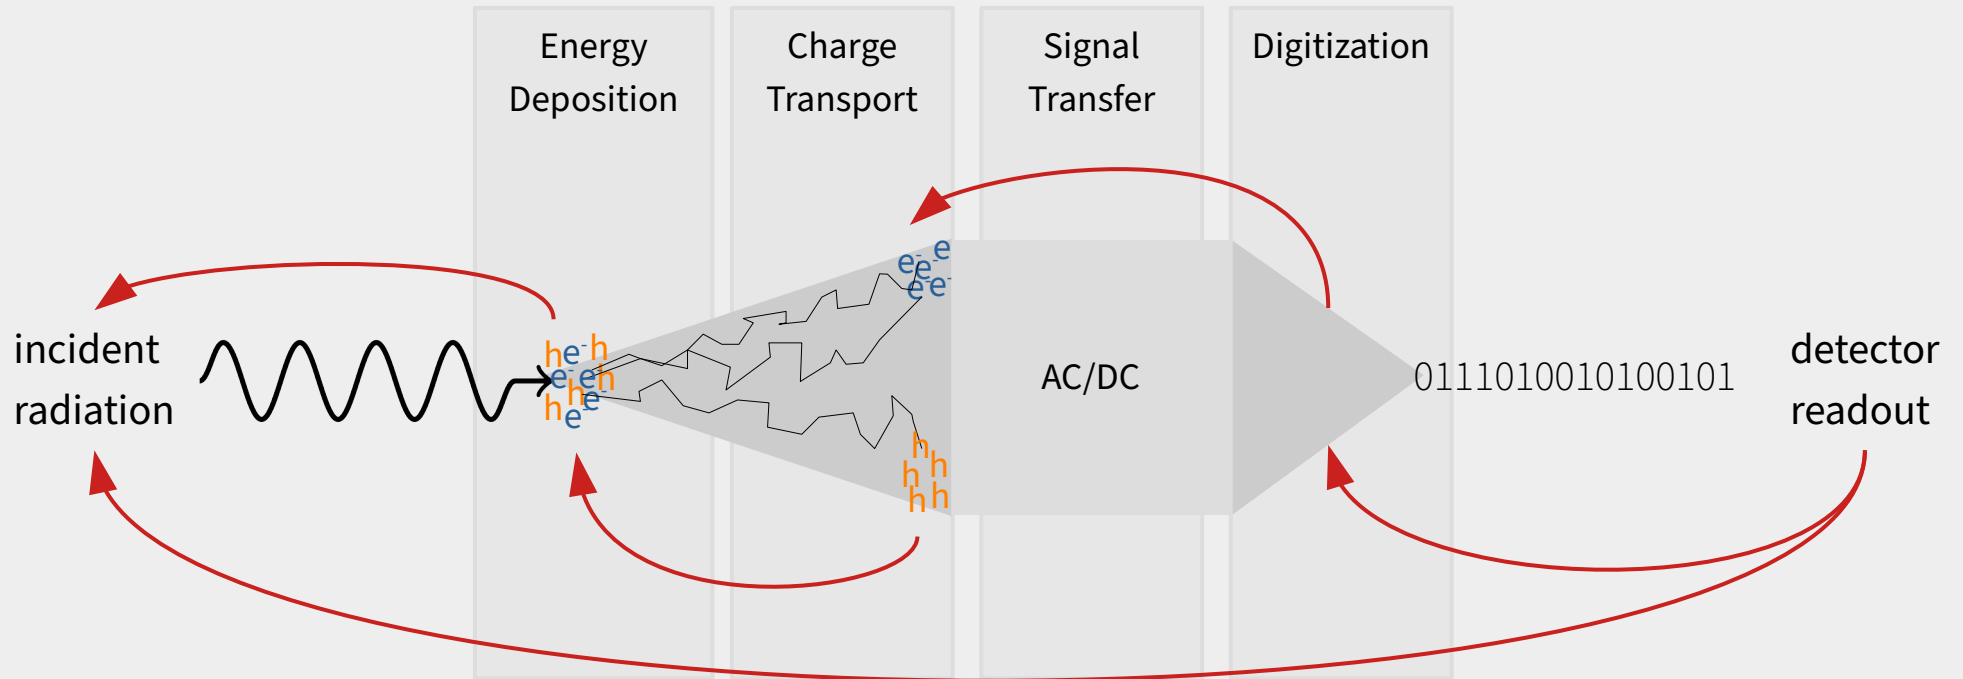 Energy
Deposition
Charge
Transport
Signal
Transfer
Digitization
incident
radiation
h e- h
e- e- h
h e-
h e-
e- e-
e- e-
e
AC/DC
h
h h
h h
0111010010100101
detector
readout